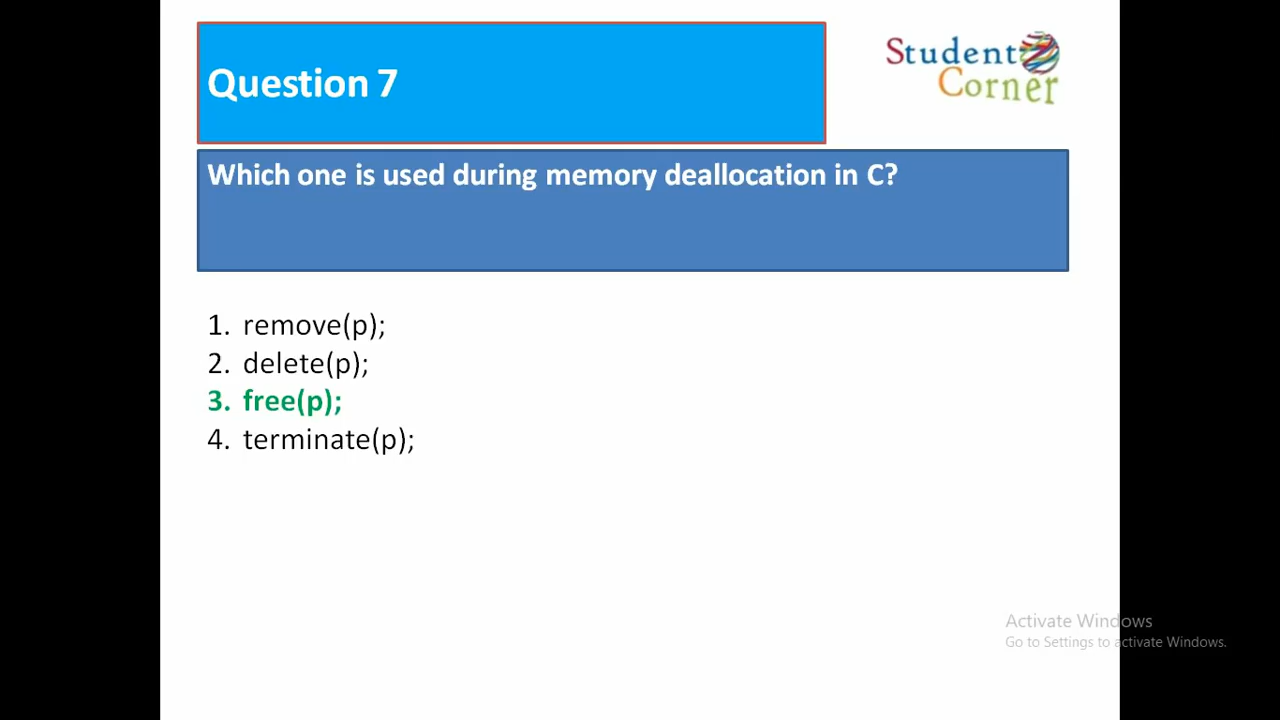 Question 7
Student
Corner
Which one is used during memory deallocation in C?
1. remove(p);
2. delete(p);
3. free(p);
4. terminate(p);
Activate Windows
Go to Settings to activate Windows.